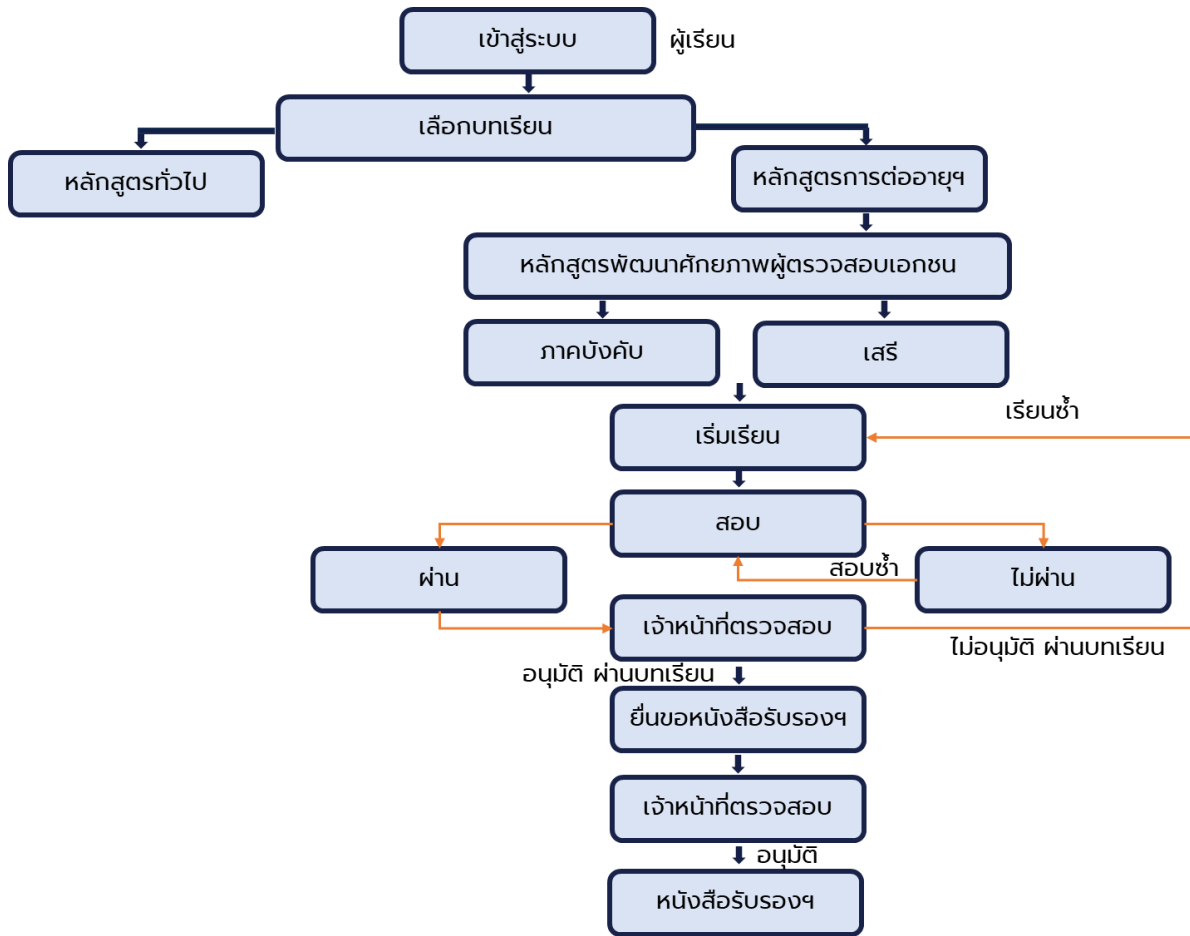 เข้าสู่ระบบ
ผู้เรียน
เลือกบทเรียน
หลักสูตรทั่วไป
หลักสูตรการต่ออายุฯ
หลักสูตรพัฒนาศักยภาพผู้ตรวจสอบเอกชน
ภาคบังคับ
เสรี
เรียนซ้ำ
เริ่มเรียน
สอบ
ผ่าน
สอบซ้ำ
ไม่ผ่าน
เจ้าหน้าที่ตรวจสอบ
ไม่อนุมัติ ผ่านบทเรียน
อนุมัติ ผ่านบทเรียน
ยื่นขอหนังสือรับรองฯ
เจ้าหน้าที่ตรวจสอบ
อนุมัติ
หนังสือรับรองฯ